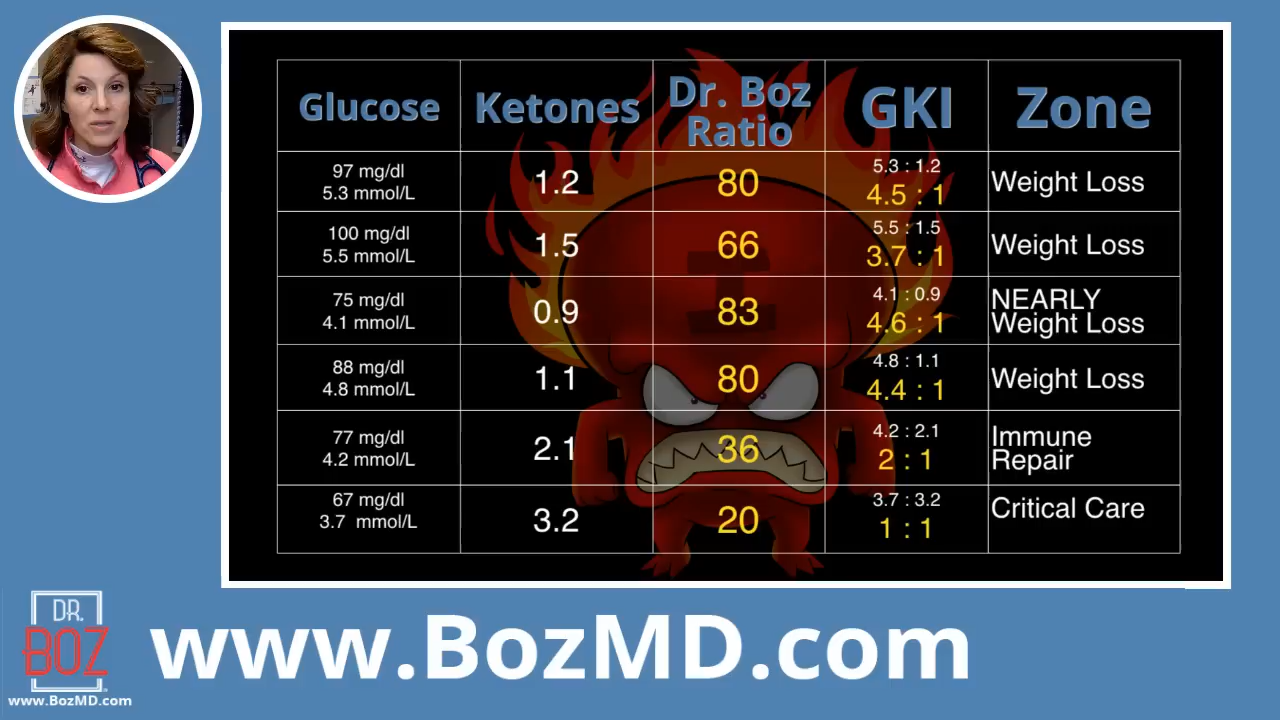 Glucose
Ketones
Dr. Boz
Ratio
GKI
Zone
97 mg/dl
5.3 mmol/L
1.2
80
5.3 : 1.2
4.5 : 1
Weight Loss
100 mg/dl
5.5 mmol/L
1.5
66
5.5 : 1.5
3.7 : 1
Weight Loss
75 mg/dl
4.1 mmol/L
0.9
83
4.1 : 0.9
4.6 : 1
NEARLY
Weight Loss
88 mg/dl
4.8 mmol/L
1.1
80
4.8 : 1.1
4.4 : 1
Weight Loss
77 mg/dl
4.2 mmol/L
2.1
36
4.2 : 2.1
2 : 1
Immune
Repair
67 mg/dl
3.7 mmol/L
3.2
20
3.7 : 3.2
1 : 1
Critical Care
DR.
BOZ
www.BozMD.com
www.BozMD.com